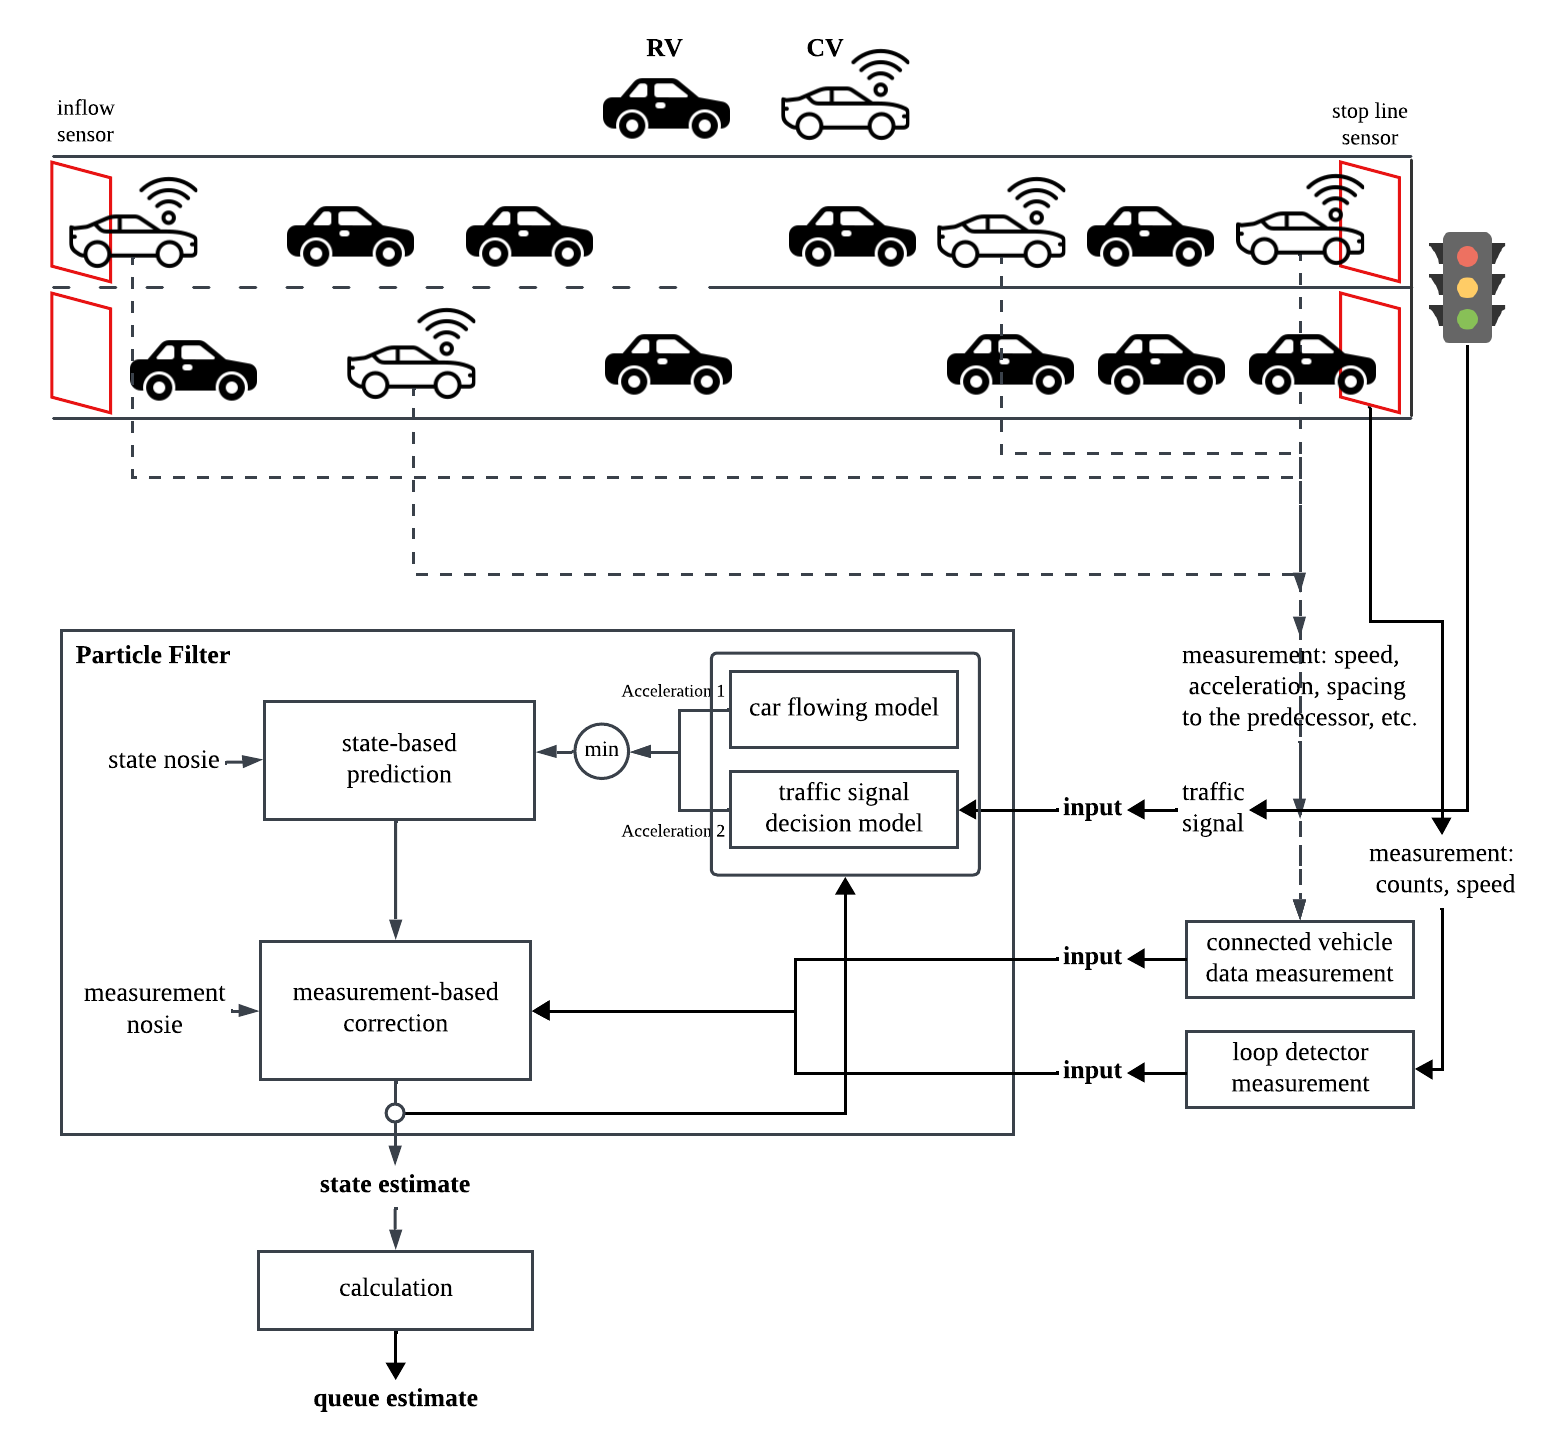 RV
CV
inflow
sensor
stop line
sensor
Particle Filter
Acceleration 1
car flowing model
measurement: speed,
acceleration, spacing
to the predecessor, etc.
state nosie
state-based
prediction
min
Acceleration 2
traffic signal
decision model
input
traffic
signal
measurement:
counts, speed
measurement
nosie
measurement-based
correction
input
connected vehicle
data measurement
input
loop detector
measurement
state estimate
calculation
queue estimate